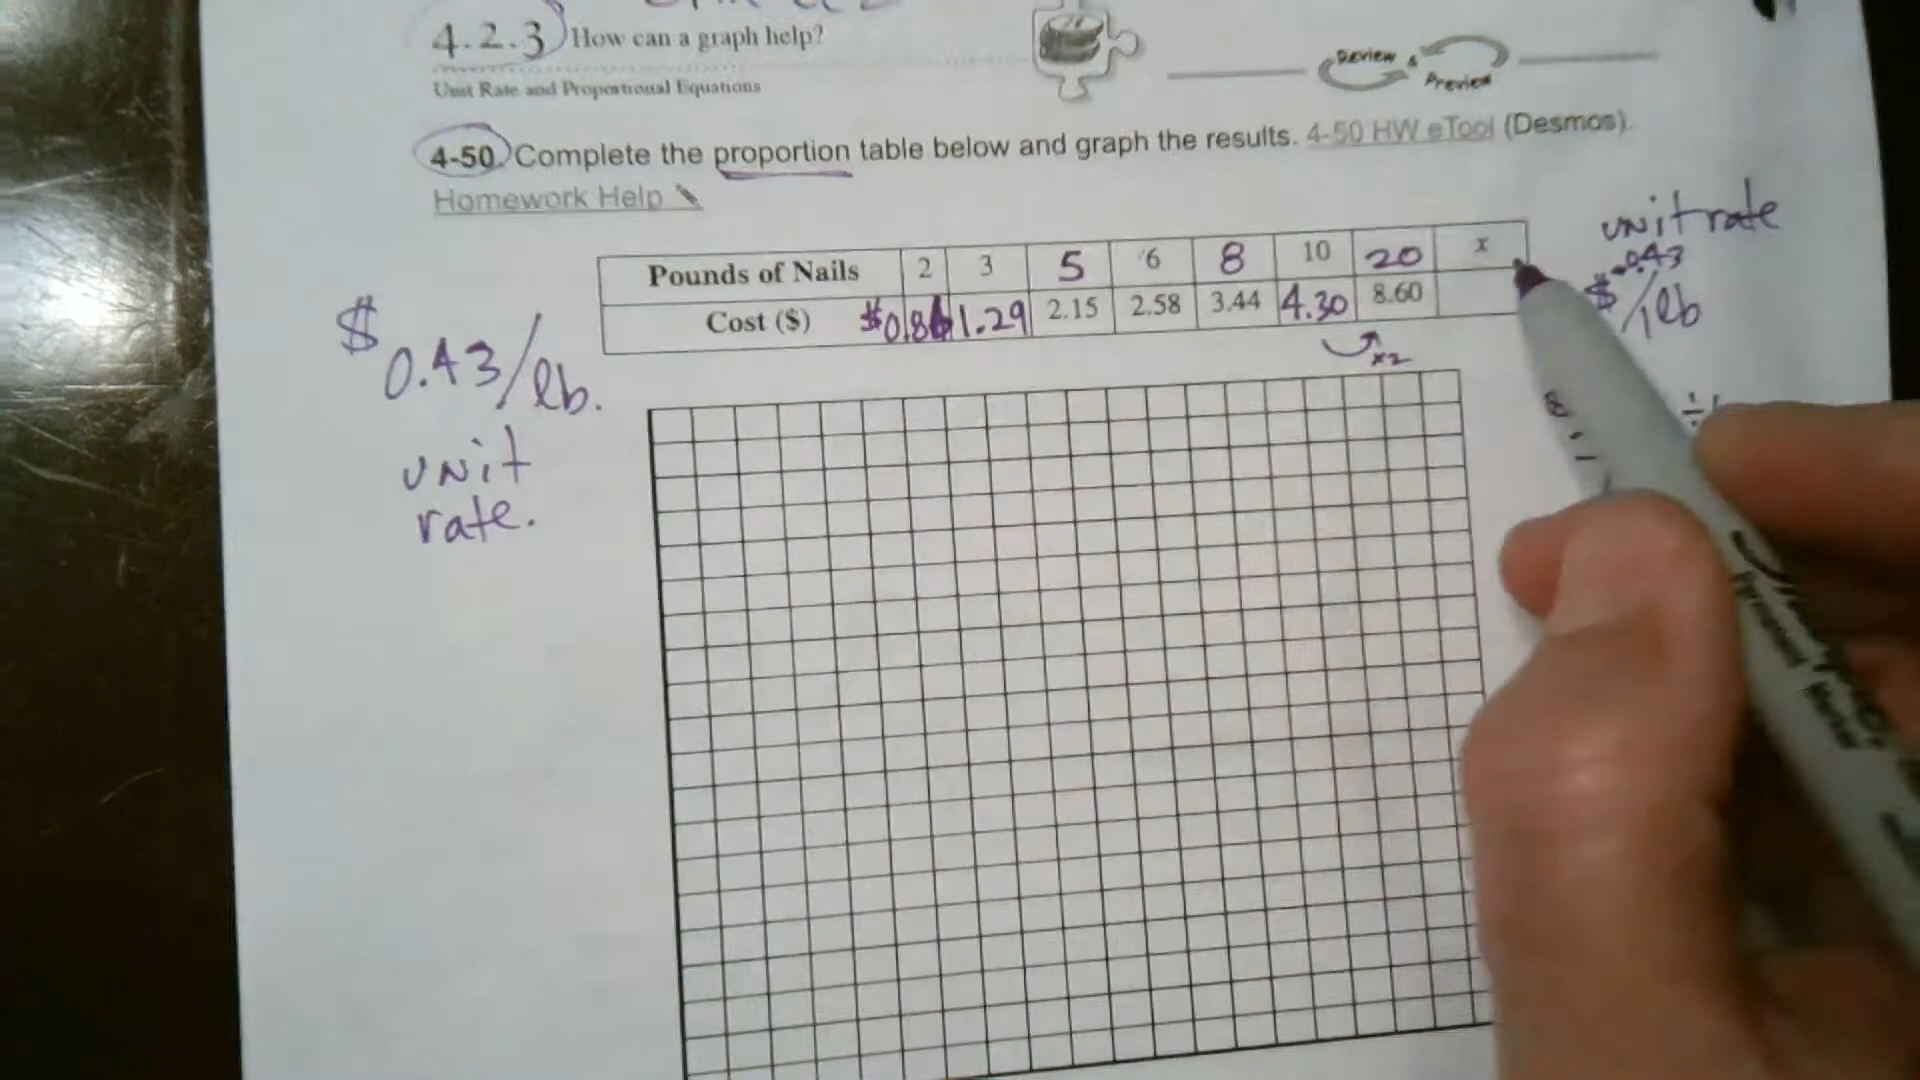 4.2.3 How can a graph help?
Unit Rate and Proportional Equations
Review & Preview
4-50. Complete the proportion table below and graph the results. 4-50 HW eTool (Desmos).
Homework Help
Pounds of Nails 2 3 5 6 8 10 20 x
Cost ($) $0.86 1.29 2.15 2.58 3.44 4.30 8.60
x2
unit rate
$0.43/1lb
$0.43/lb.
unit
rate.
8